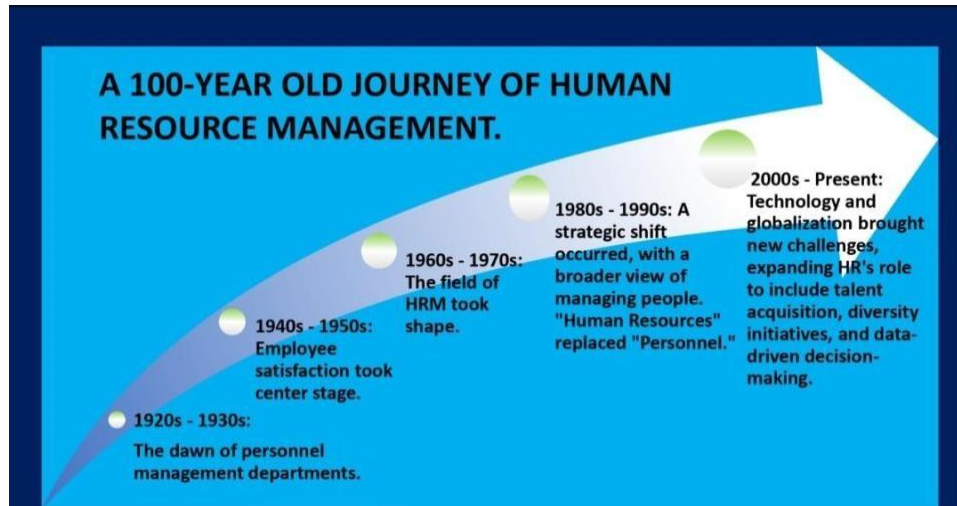 A 100-YEAR OLD JOURNEY OF HUMAN
RESOURCE MANAGEMENT.
1920s - 1930s:
The dawn of personnel
management departments.
1940s - 1950s:
Employee
satisfaction took
center stage.
1960s - 1970s:
The field of
HRM took
shape.
1980s - 1990s: A
strategic shift
occurred, with a
broader view of
managing people.
"Human Resources"
replaced "Personnel."
2000s - Present:
Technology and
globalization brought
new challenges,
expanding HR's role
to include talent
acquisition, diversity
initiatives, and data-
driven decision-
making.